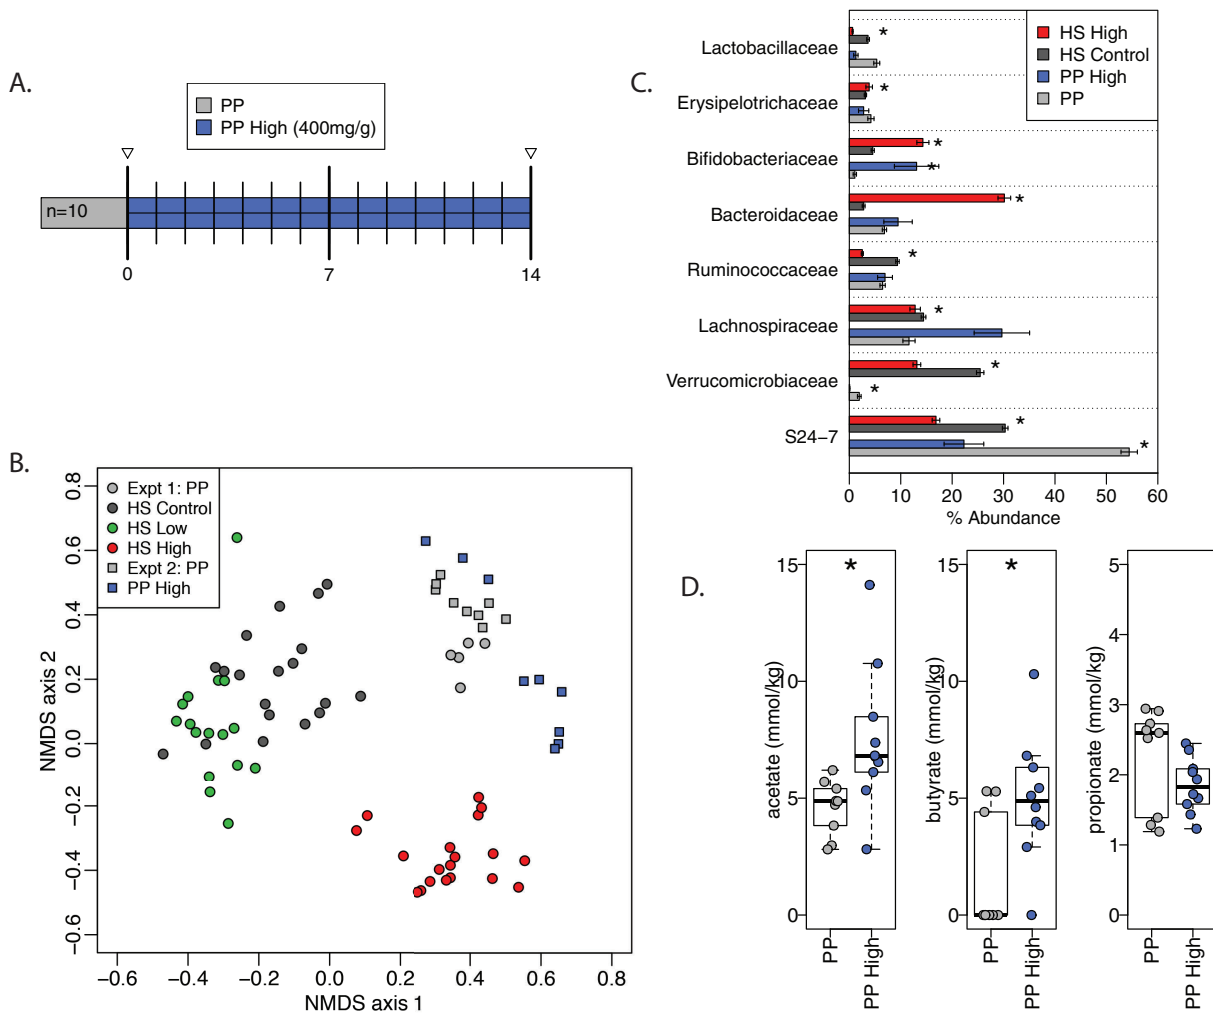 A.
PP
PP High (400mg/g)
n=10
0
7
14
B.
Expt 1: PP
HS Control
HS Low
HS High
Expt 2: PP
PP High
NMDS axis 2
0.8
0.6
0.4
0.2
0.0
−0.2
−0.4
−0.6
−0.6
−0.4
−0.2
0.0
0.2
0.4
0.6
0.8
NMDS axis 1
C.
HS High
HS Control
PP High
PP
Lactobacillaceae
*
Erysipelotrichaceae
*
Bifidobacteriaceae
*
*
Bacteroidaceae
*
Ruminococcaceae
*
Lachnospiraceae
*
Verrucomicrobiaceae
*
*
S24−7
*
*
0 10 20 30 40 50 60
% Abundance
D.
acetate (mmol/kg)
15
10
5
0
*
PP
PP High
butyrate (mmol/kg)
15
10
5
0
*
PP
PP High
propionate (mmol/kg)
5
4
3
2
1
0
PP
PP High